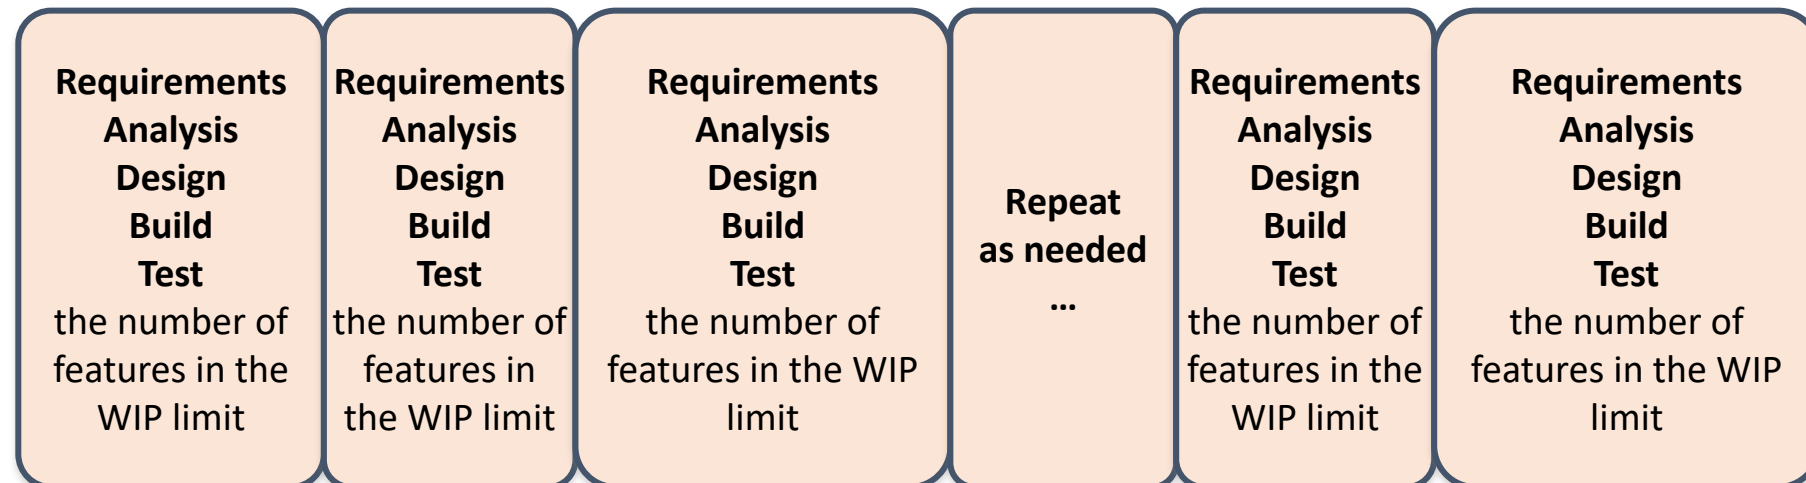 Requirements
Analysis
Design
Build
Test
the number of
features in the
WIP limit
Requirements
Analysis
Design
Build
Test
the number of
features in
the WIP limit
Requirements
Analysis
Design
Build
Test
the number of
features in the WIP
limit
Repeat
as needed
...
Requirements
Analysis
Design
Build
Test
the number of
features in the
WIP limit
Requirements
Analysis
Design
Build
Test
the number of
features in the WIP
limit